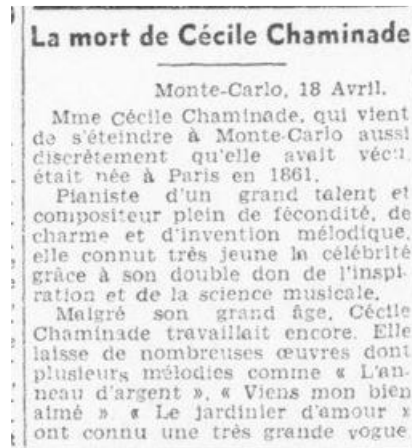 La mort de Cécile Chaminade
Monte-Carlo, 18 Avril.
Mme Cécile Chaminade, qui vient
de s'éteindre à Monte-Carlo aussi
discrètement qu'elle avait vécu,
était née à Paris en 1861.
Pianiste d'un grand talent et
compositeur plein de fécondité, de
charme et d'invention mélodique,
elle connut très jeune la célébrité
grâce à son double don de l'inspi-
ration et de la science musicale.
Malgré son grand âge, Cécile
Chaminade travaillait encore. Elle
laisse de nombreuses œuvres dont
plusieurs mélodies comme « L'an-
neau d'argent », « Viens mon bien
aimé » « Le jardinier d'amour »
ont connu une très grande vogue